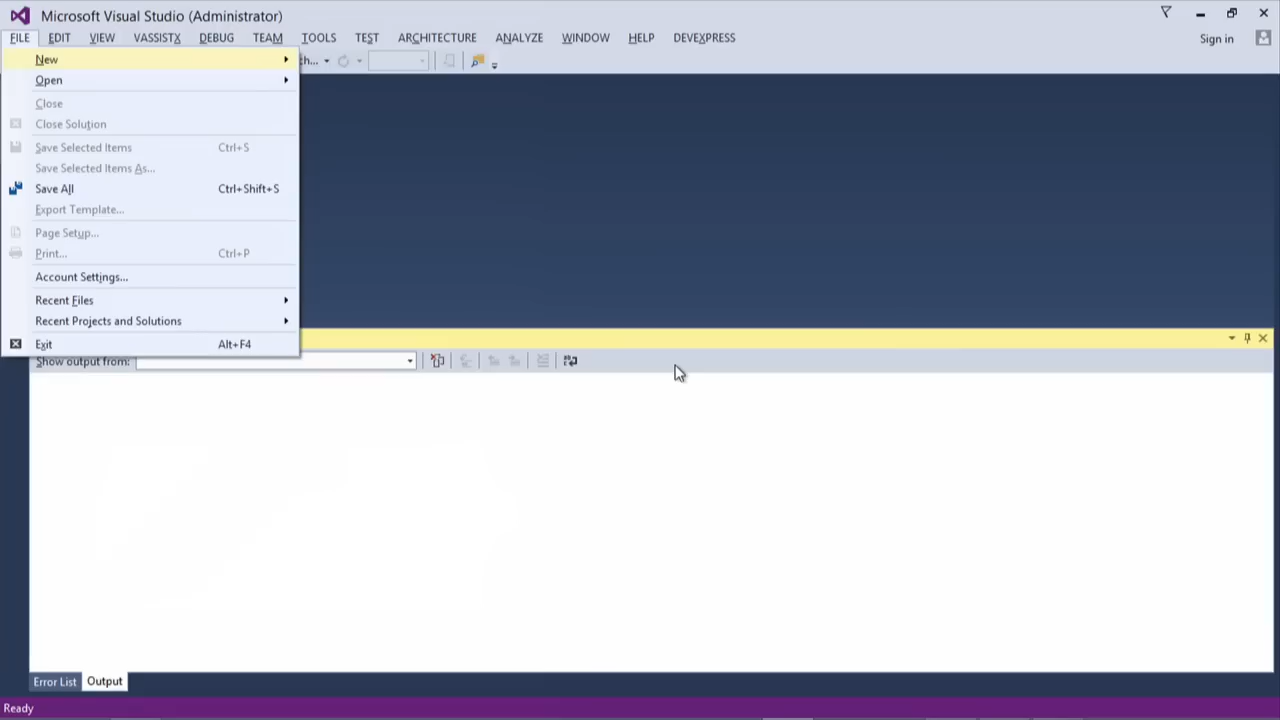 Microsoft Visual Studio (Administrator)
FILE EDIT VIEW VASSISTX DEBUG TEAM TOOLS TEST ARCHITECTURE ANALYZE WINDOW HELP DEVEXPRESS Sign in
New
Open
Close
Close Solution
Save Selected Items Ctrl+S
Save Selected Items As...
Save All Ctrl+Shift+S
Export Template...
Page Setup...
Print... Ctrl+P
Account Settings...
Recent Files
Recent Projects and Solutions
Exit Alt+F4
Show output from:
Error List Output
Ready